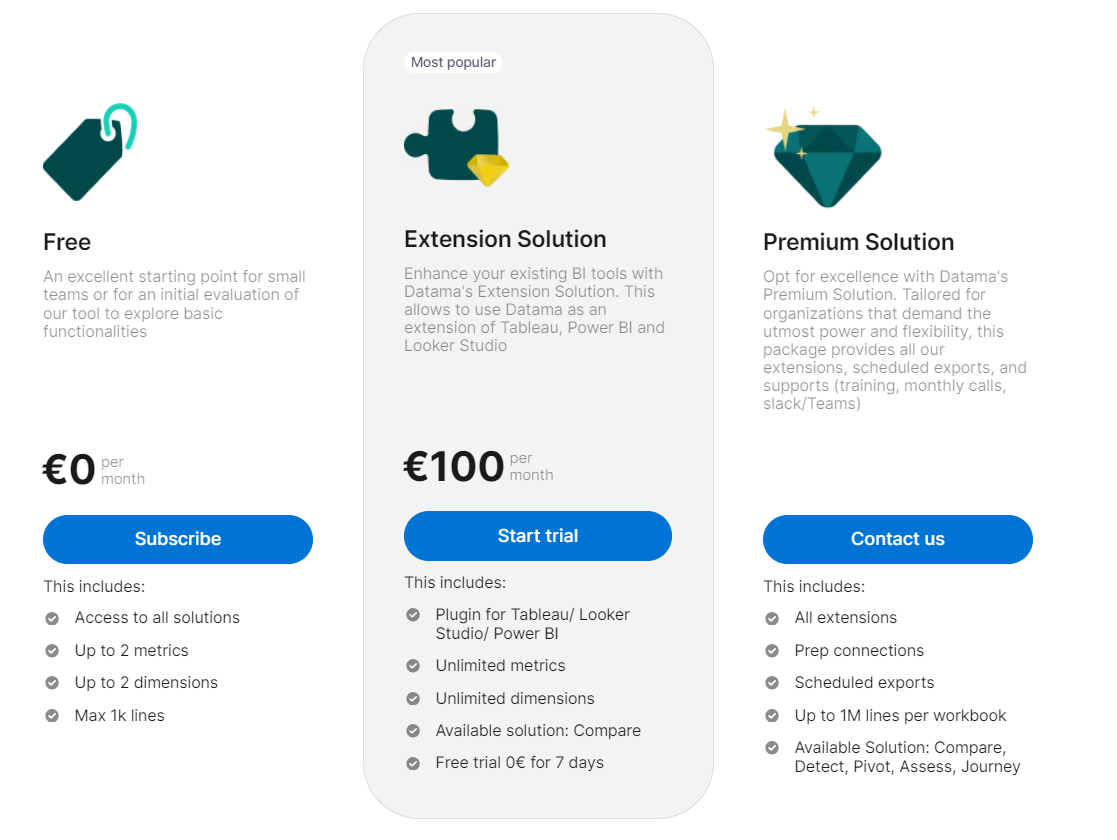 Free
An excellent starting point for small
teams or for an initial evaluation of
our tool to explore basic
functionalities
€0 per
month
Subscribe
This includes:
Access to all solutions
Up to 2 metrics
Up to 2 dimensions
Max 1k lines
Most popular
Extension Solution
Enhance your existing BI tools with
Datama's Extension Solution. This
allows to use Datama as an
extension of Tableau, Power BI and
Looker Studio
€100 per
month
Start trial
This includes:
Plugin for Tableau/ Looker
Studio/ Power BI
Unlimited metrics
Unlimited dimensions
Available solution: Compare
Free trial 0€ for 7 days
Premium Solution
Opt for excellence with Datama's
Premium Solution. Tailored for
organizations that demand the
utmost power and flexibility, this
package provides all our
extensions, scheduled exports, and
supports (training, monthly calls,
slack/Teams)
Contact us
This includes:
All extensions
Prep connections
Scheduled exports
Up to 1M lines per workbook
Available Solution: Compare,
Detect, Pivot, Assess, Journey